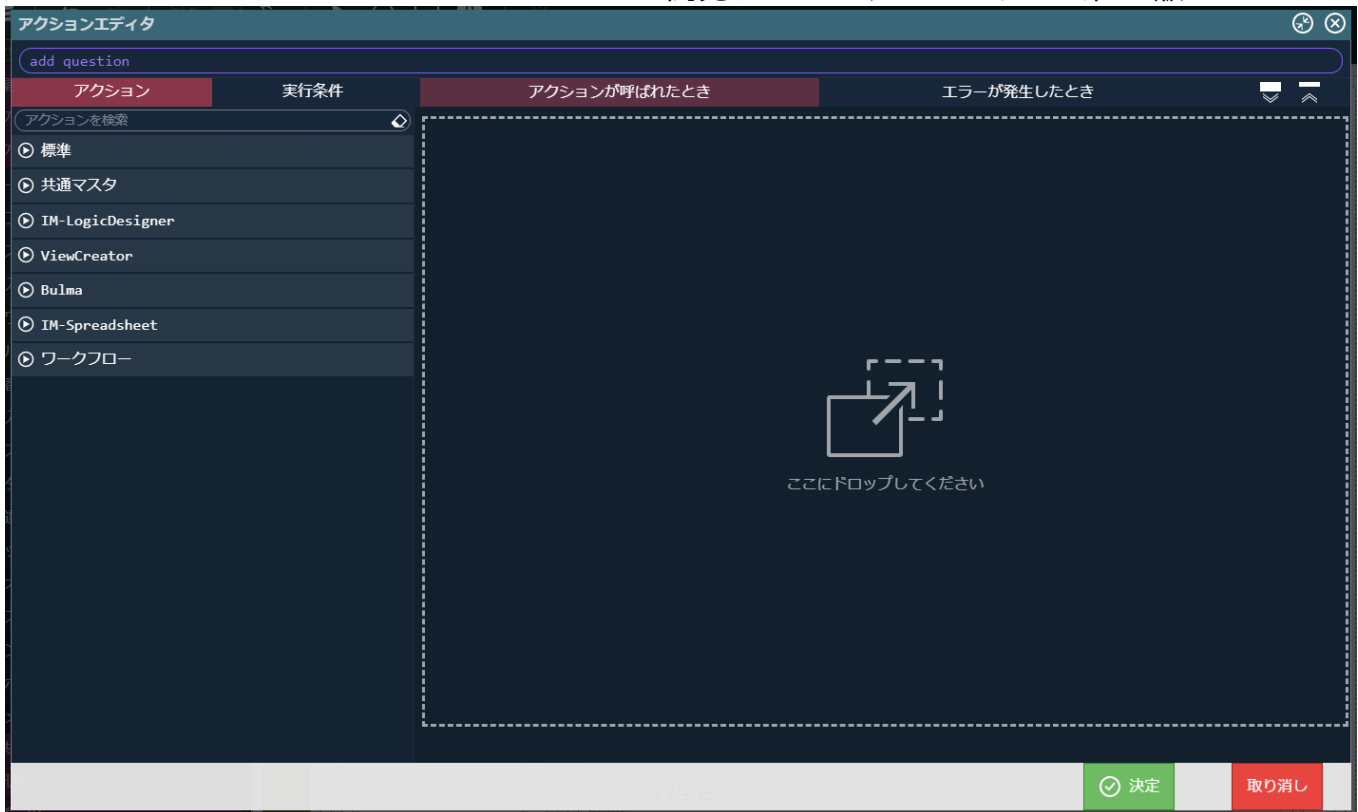 アクションエディタ
add question
アクション 実行条件 アクションが呼ばれたとき エラーが発生したとき
アクションを検索
標準
共通マスタ
IM-LogicDesigner
ViewCreator
Bulma
IM-Spreadsheet
ワークフロー
ここにドロップしてください
決定 取り消し